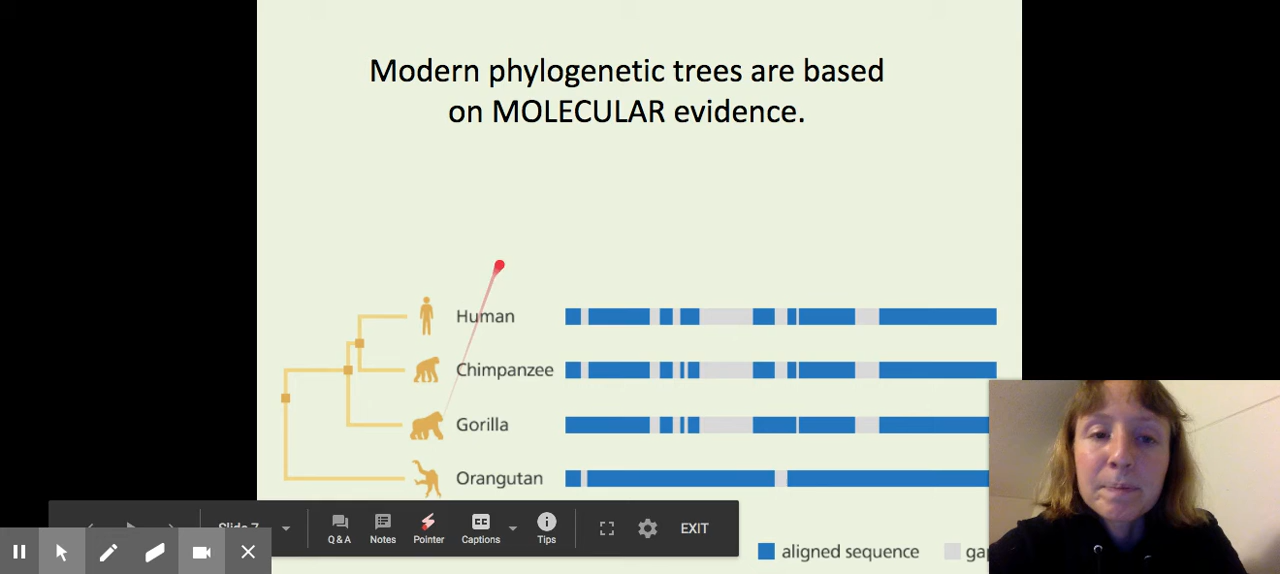 Modern phylogenetic trees are based
on MOLECULAR evidence.
Human
Chimpanzee
Gorilla
Orangutan
Q & A
Notes
Pointer
CC
Captions
Tips
EXIT
aligned sequence